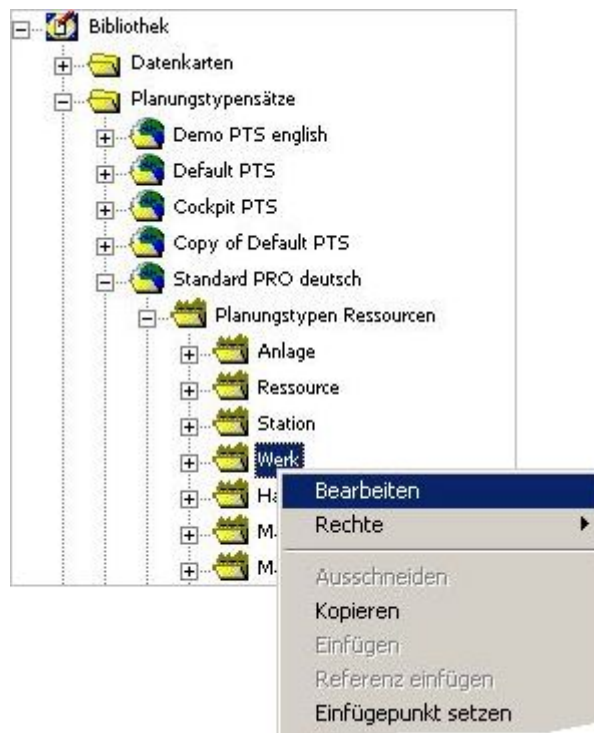 Bibliothek
Datenkarten
Planungstypensätze
Demo PTS english
Default PTS
Cockpit PTS
Copy of Default PTS
Standard PRO deutsch
Planungstypen Ressourcen
Anlage
Ressource
Station
Werk
Bearbeiten
Rechte
Ausschneiden
Kopieren
Einfügen
Referenz einfügen
Einfügepunkt setzen